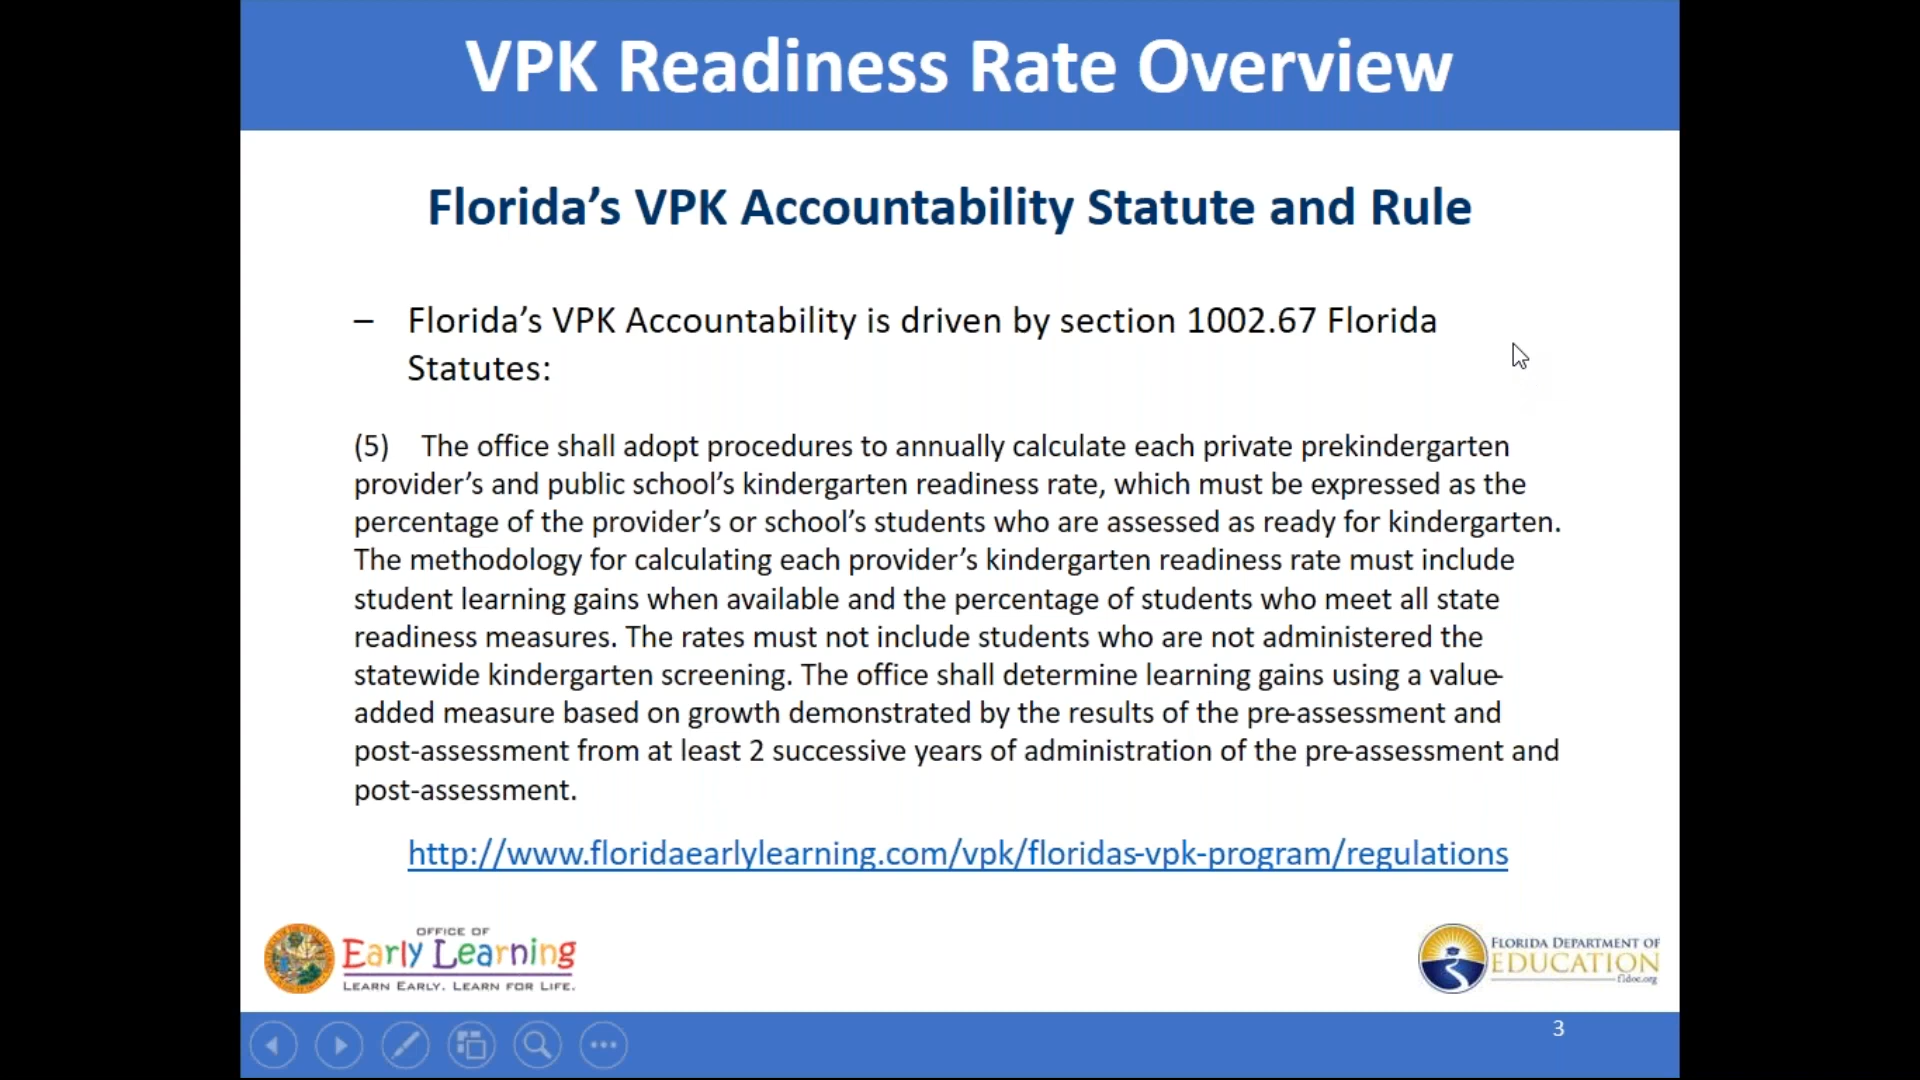 VPK Readiness Rate Overview
Florida's VPK Accountability Statute and Rule
– Florida's VPK Accountability is driven by section 1002.67 Florida
Statutes:
(5) The office shall adopt procedures to annually calculate each private prekindergarten
provider's and public school's kindergarten readiness rate, which must be expressed as the
percentage of the provider's or school's students who are assessed as ready for kindergarten.
The methodology for calculating each provider's kindergarten readiness rate must include
student learning gains when available and the percentage of students who meet all state
readiness measures. The rates must not include students who are not administered the
statewide kindergarten screening. The office shall determine learning gains using a value-
added measure based on growth demonstrated by the results of the pre-assessment and
post-assessment from at least 2 successive years of administration of the pre-assessment and
post-assessment.
http://www.floridaearlylearning.com/vpk/floridas-vpk-program/regulations
OFFICE OF
Early Learning
LEARN EARLY. LEARN FOR LIFE.
FLORIDA DEPARTMENT OF
EDUCATION
fldoe.org
3